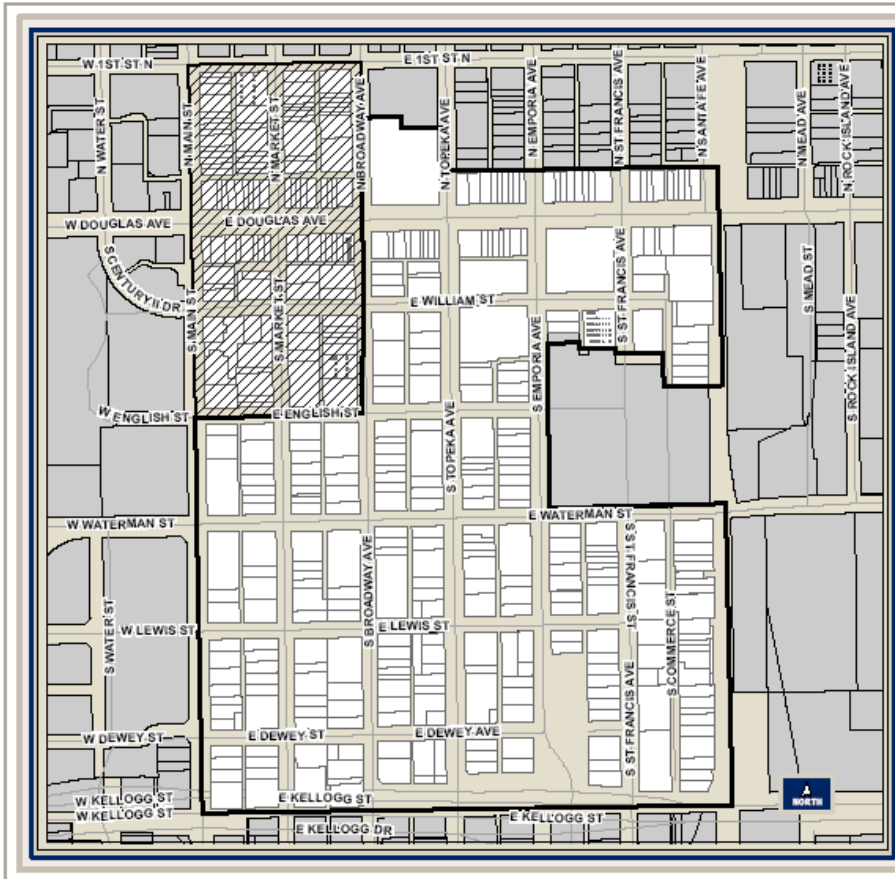 W 1ST ST N
E 1ST ST N
N WATER ST
N MAIN ST
N MARKET ST
N BROADWAY AVE
N TOPEKA AVE
N EMPORIA AVE
N ST FRANCIS AVE
N SANTA FE AVE
N MEAD AVE
N ROCK ISLAND AVE
W DOUGLAS AVE
E DOUGLAS AVE
S CENTURY II DR
S MAIN ST
S MARKET ST
E WILLIAM ST
S ST FRANCIS AVE
S MEAD ST
S ROCK ISLAND AVE
S EMPORIA AVE
W ENGLISH ST
E ENGLISH ST
S TOPEKA AVE
W WATERMAN ST
E WATERMAN ST
S BROADWAY AVE
S ST FRANCIS ST
S WATER ST
W LEWIS ST
E LEWIS ST
S COMMERCE ST
S ST FRANCIS AVE
W DEWEY ST
E DEWEY ST
E DEWEY AVE
W KELLOGG ST
E KELLOGG ST
NORTH
W KELLOGG ST
E KELLOGG ST
E KELLOGG DR